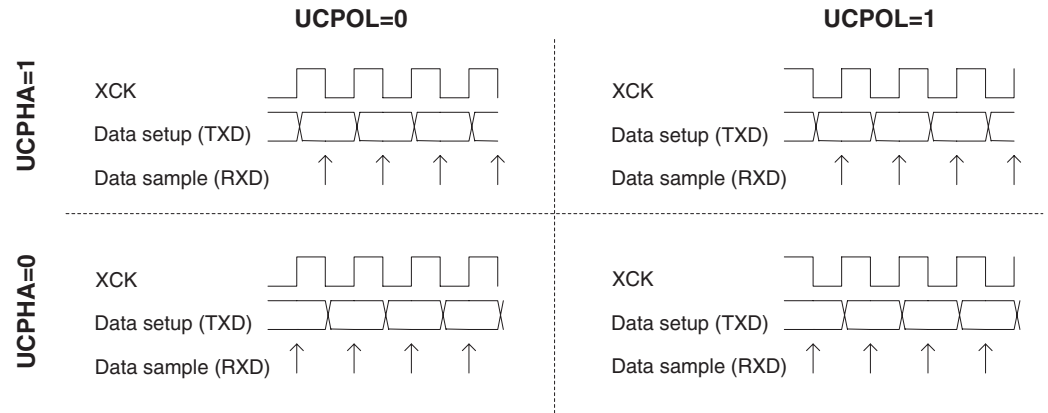 UCPOL=0 UCPOL=1
UCPHA=1
XCK XCK
Data setup (TXD) Data setup (TXD)
Data sample (RXD) Data sample (RXD)
UCPHA=0
XCK XCK
Data setup (TXD) Data setup (TXD)
Data sample (RXD) Data sample (RXD)